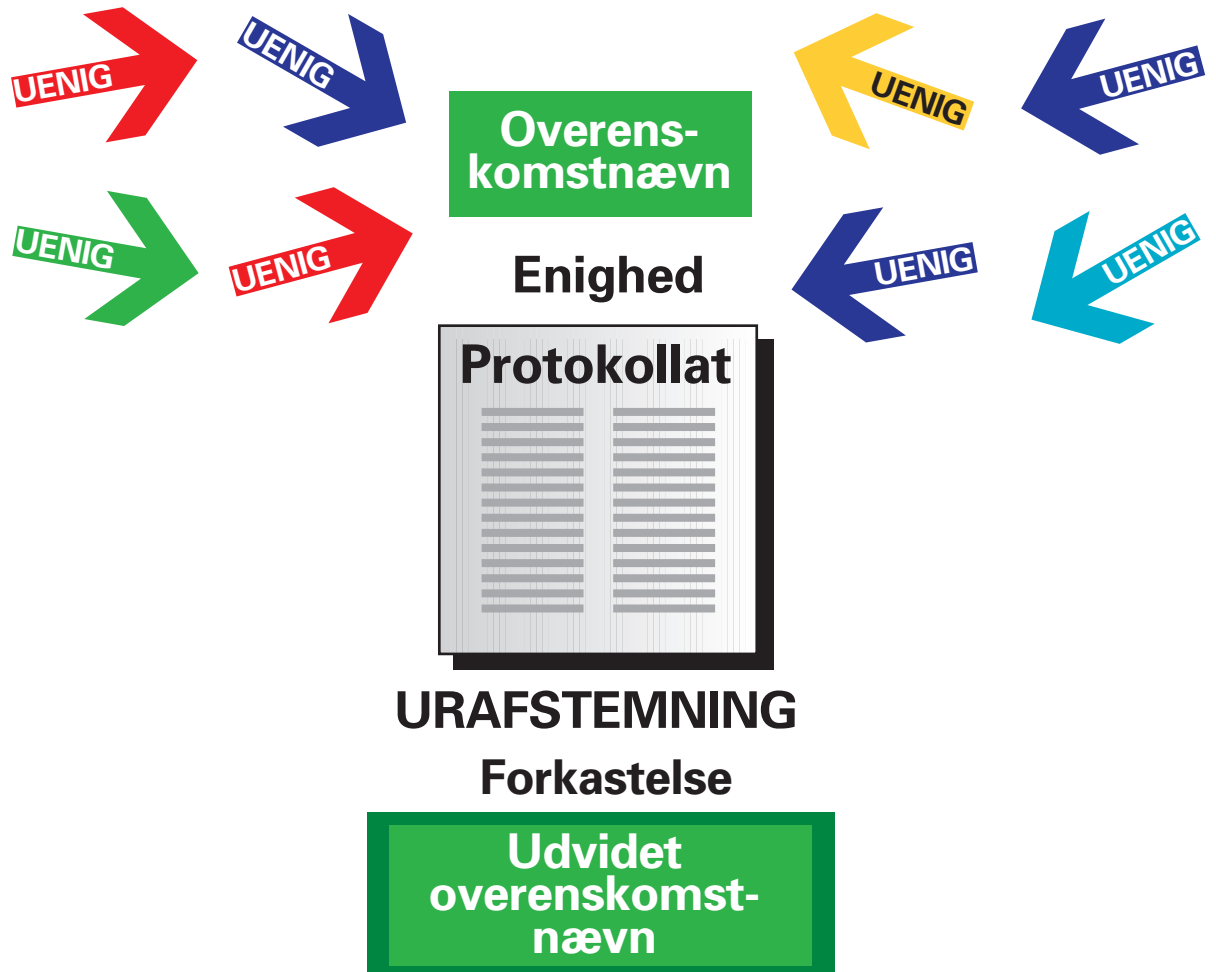 UENIG
UENIG
UENIG
UENIG
Overens-
komstnævn
UENIG
UENIG
UENIG
UENIG
Enighed
Protokollat
URAFSTEMNING
Forkastelse
Udvidet
overenskomst-
nævn